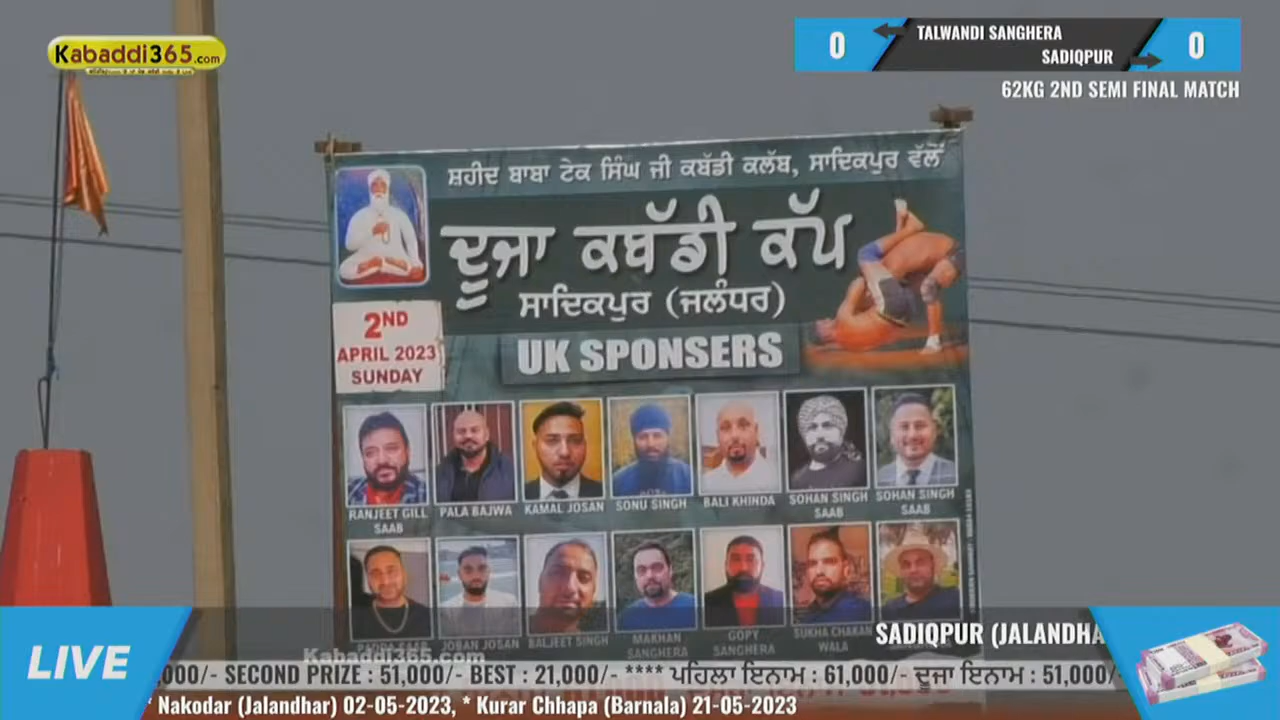 Kabaddi365.com
0
TALWANDI SANGHERA
SADIQPUR
0
62KG 2ND SEMI FINAL MATCH
ਸ਼ਹੀਦ ਬਾਬਾ ਟੇਕ ਸਿੰਘ ਜੀ ਕਬੱਡੀ ਕਲੱਬ, ਸਾਦਿਕਪੁਰ ਵੱਲੋਂ
ਦੂਜਾ ਕਬੱਡੀ ਕੱਪ
ਸਾਦਿਕਪੁਰ (ਜਲੰਧਰ)
2ND
APRIL 2023
SUNDAY
UK SPONSERS
RANJEET GILL SAAB
PALA BAJWA
KAMAL JOSAN
SONU SINGH
BALI KHINDA
SOHAN SINGH SAAB
SOHAN SINGH SAAB
JOBAN JOSAN
BALJEET SINGH
MAKHAN SANGHERA
GOPY SANGHERA
SUKHA CHAKAN WALA
Kabaddi365.com
LIVE
SADIQPUR (JALANDHA
000/- SECOND PRIZE : 51,000/- BEST : 21,000/- **** ਪਹਿਲਾ ਇਨਾਮ : 61,000/- ਦੂਜਾ ਇਨਾਮ : 51,000/-
* Nakodar (Jalandhar) 02-05-2023, * Kurar Chhapa (Barnala) 21-05-2023